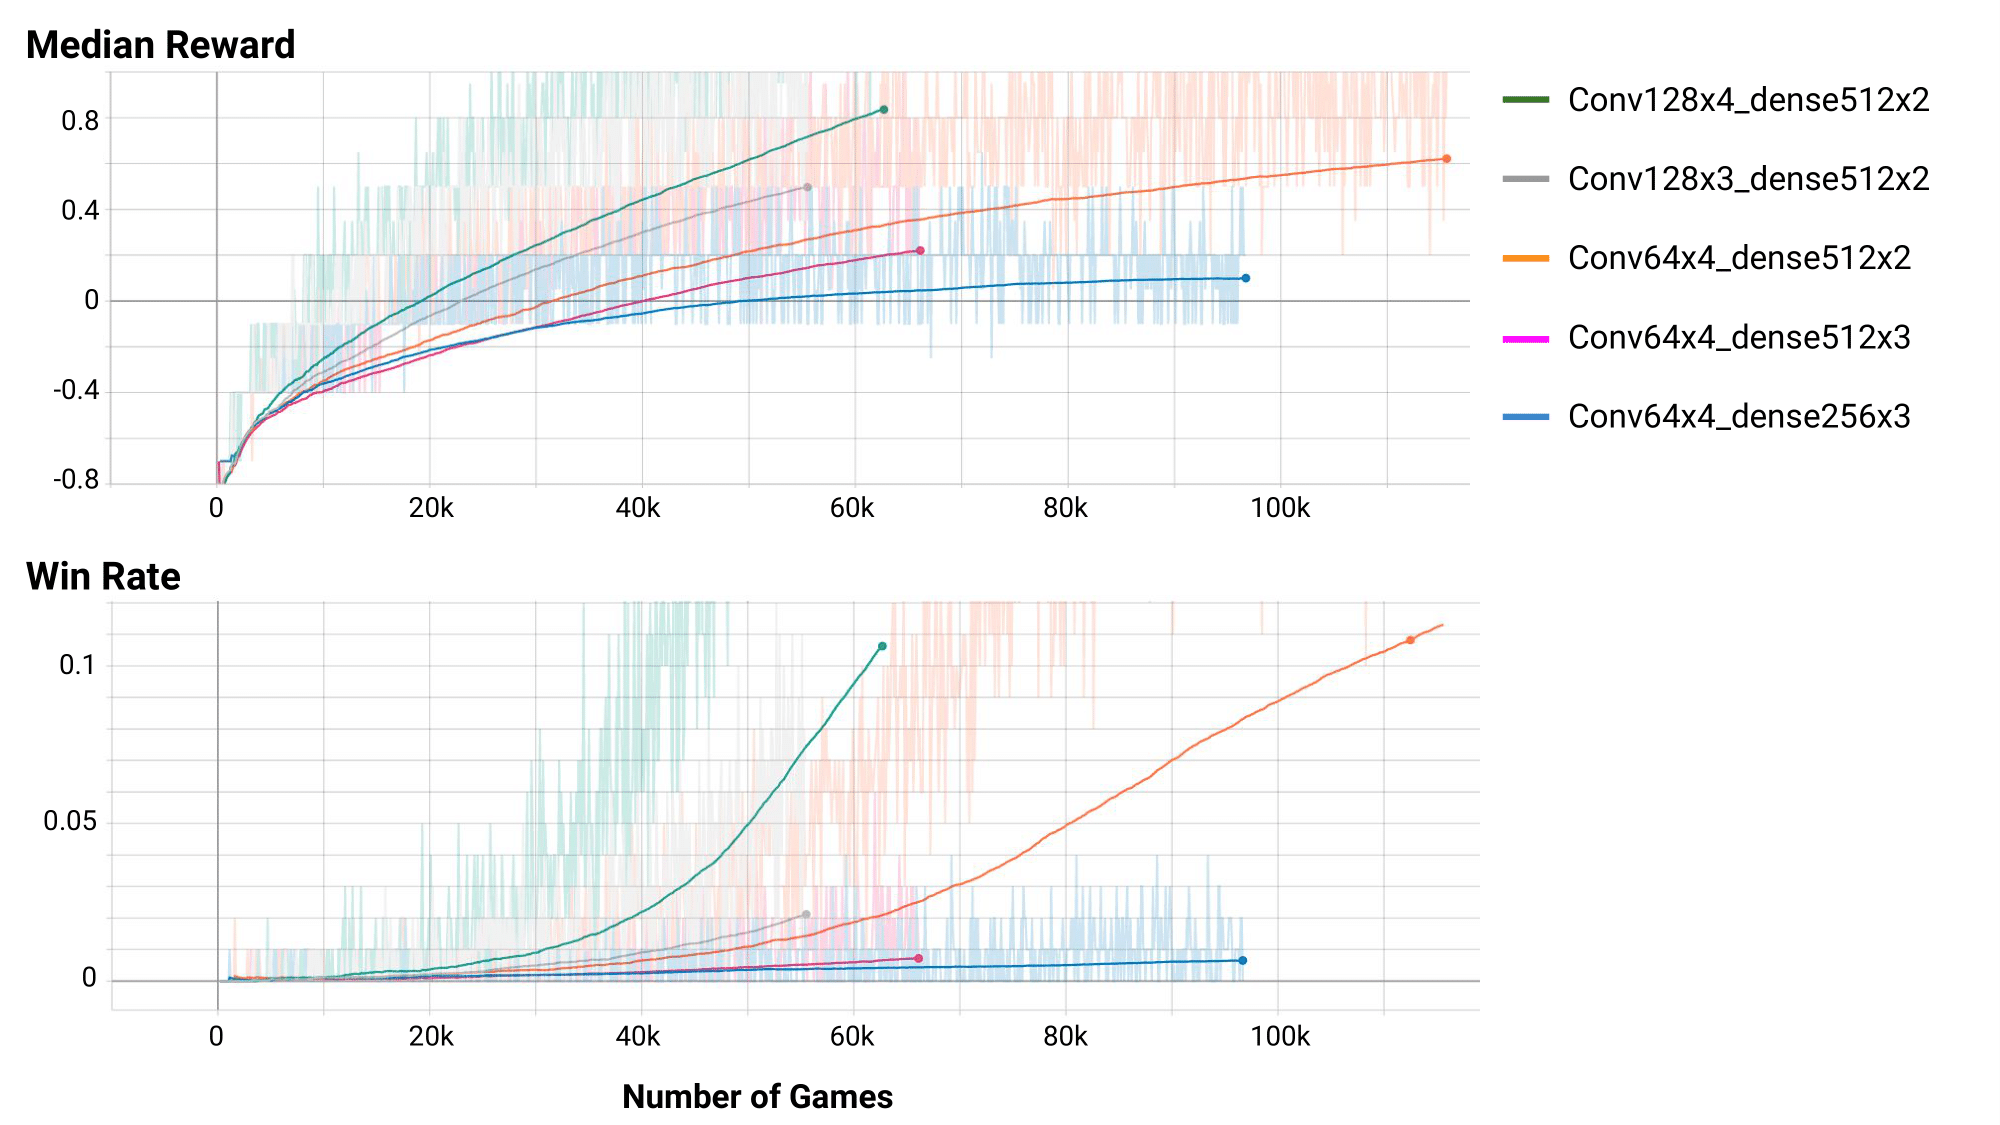 Median Reward
0.8
0.4
0
-0.4
-0.8
0 20k 40k 60k 80k 100k
Conv128x4_dense512x2
Conv128x3_dense512x2
Conv64x4_dense512x2
Conv64x4_dense512x3
Conv64x4_dense256x3
Win Rate
0.1
0.05
0
0 20k 40k 60k 80k 100k
Number of Games